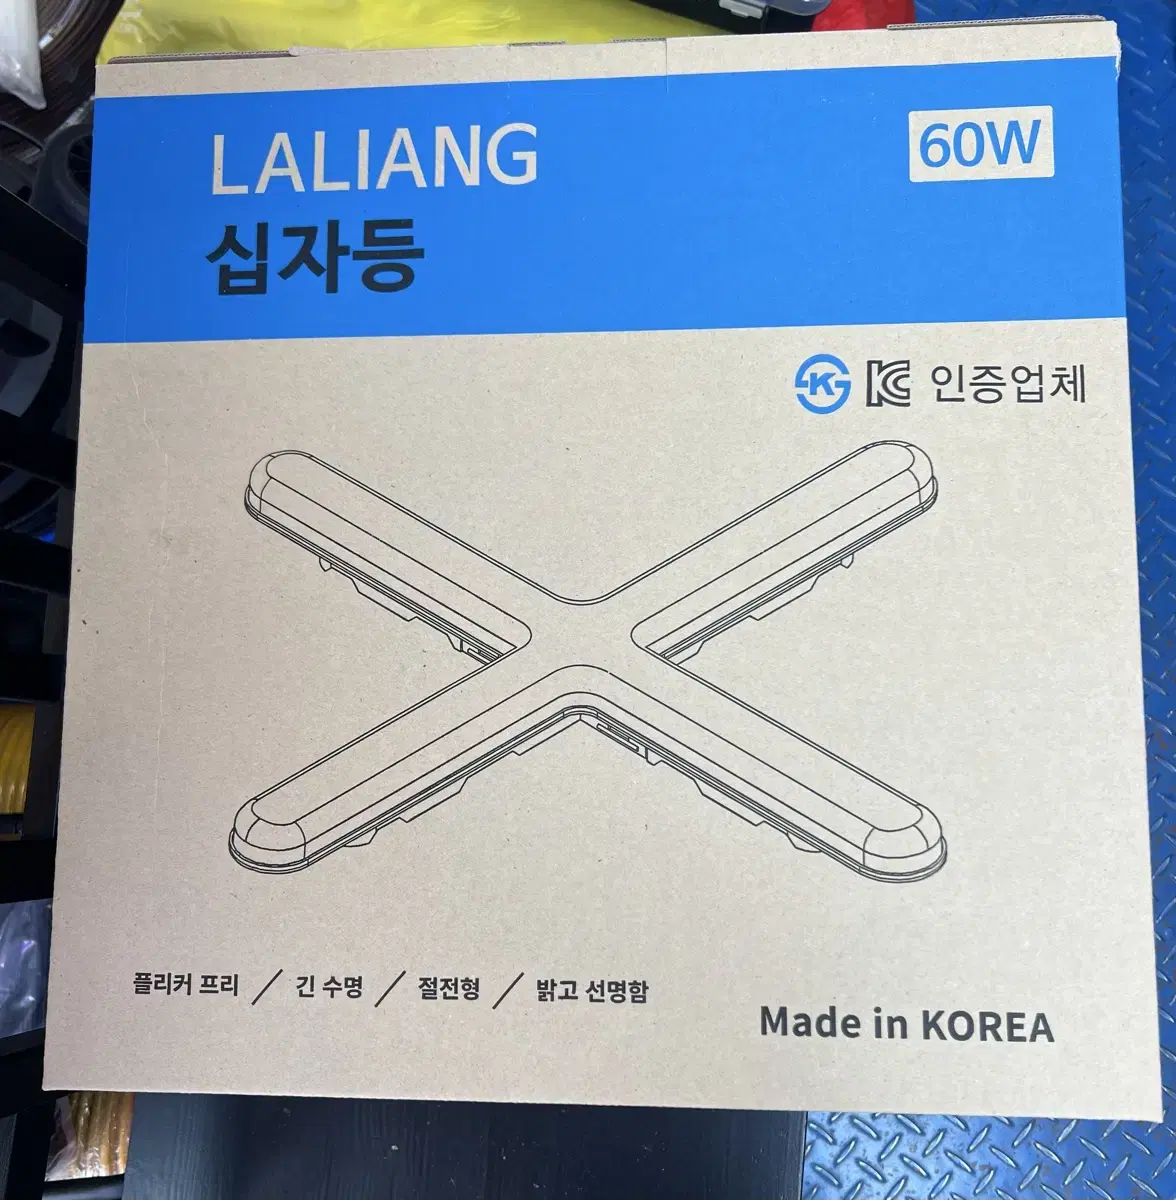 LALIANG
60W
십자등
인증업체
플리커 프리 / 긴 수명 / 절전형 / 밝고 선명함
Made in KOREA